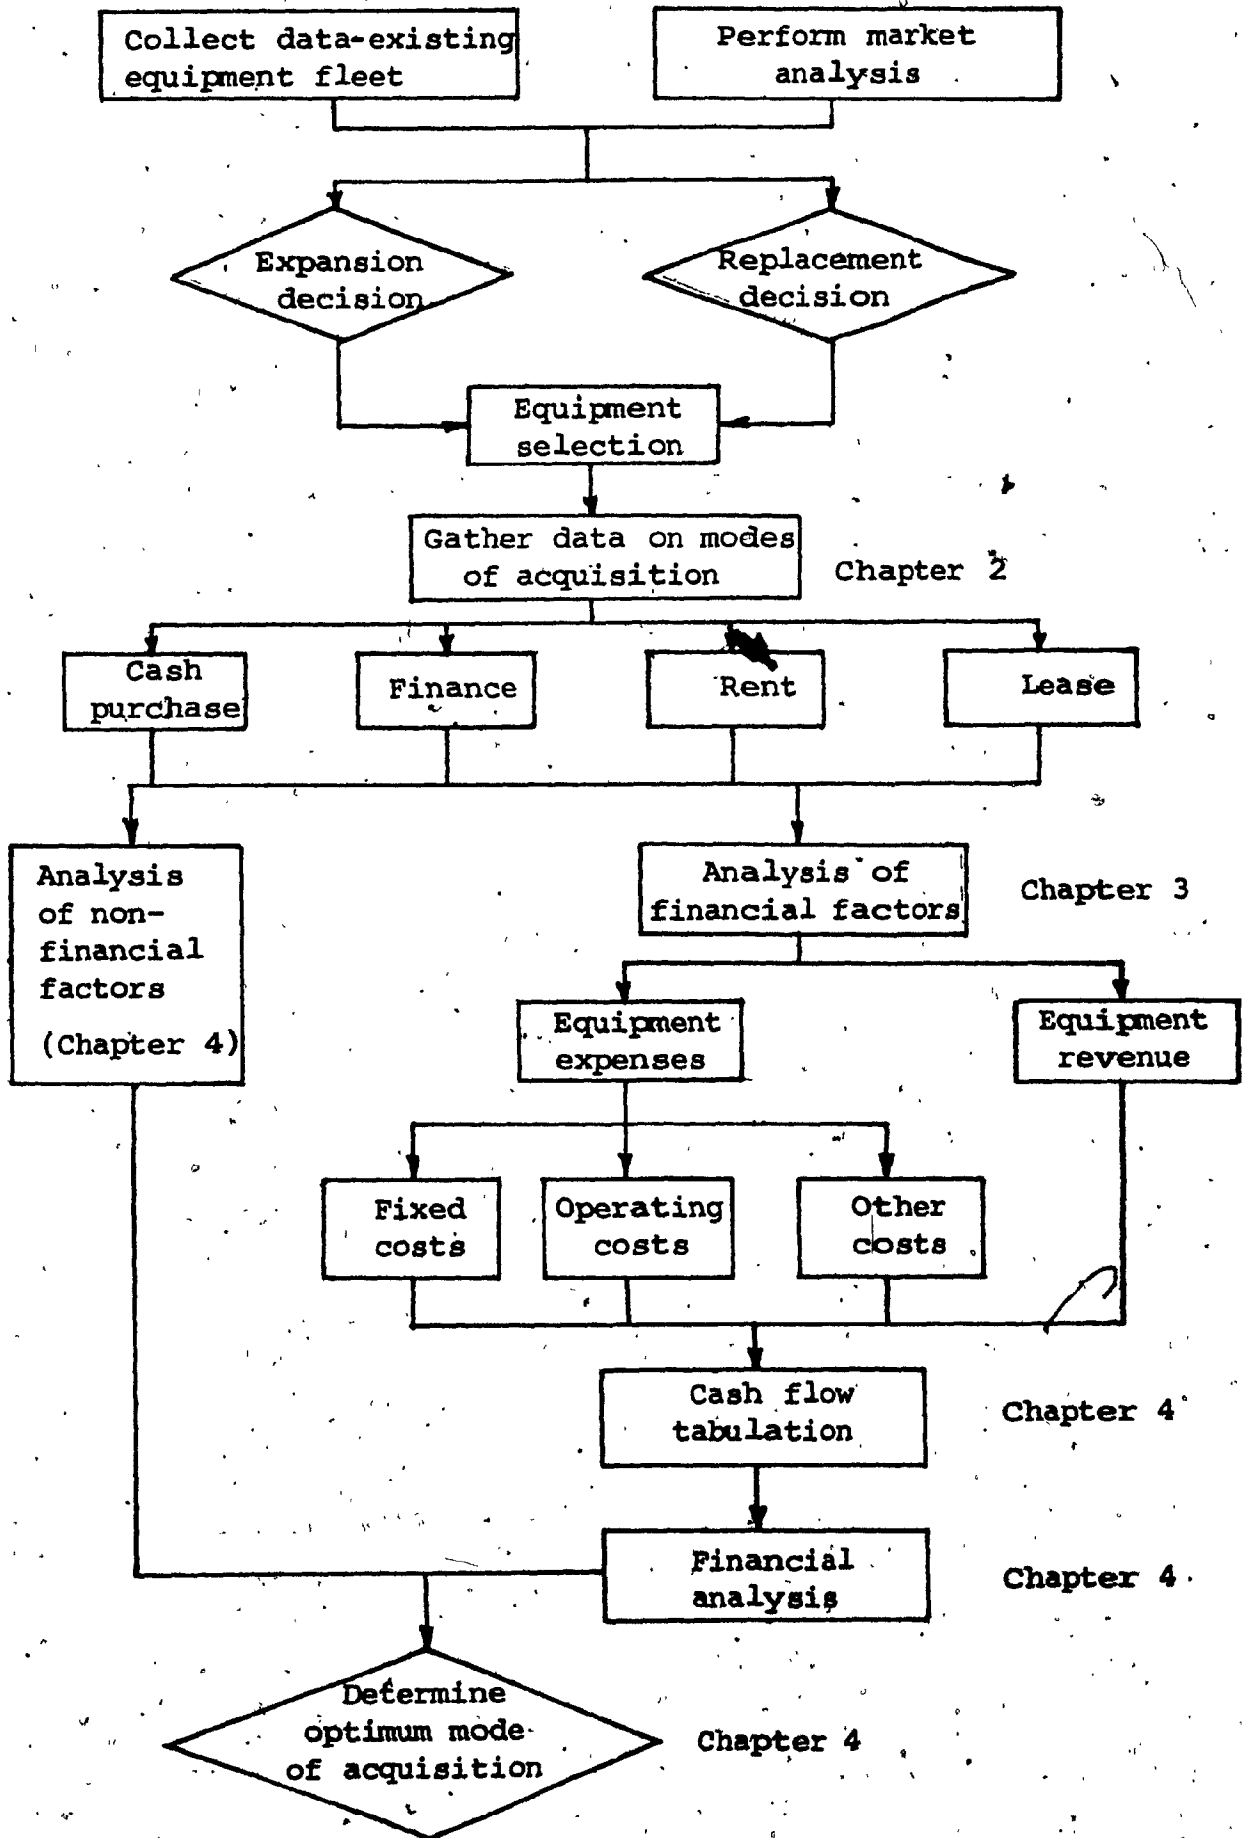 Collect data-existing
equipment fleet
Perform market
analysis
Expansion
decision
Replacement
decision
Equipment
selection
Gather data on modes
of acquisition
Chapter 2
Cash
purchase
Finance
Rent
Lease
Analysis
of non-
financial
factors
(Chapter 4)
Analysis of
financial factors
Chapter 3
Equipment
expenses
Equipment
revenue
Fixed
costs
Operating
costs
Other
costs
Cash flow
tabulation
Chapter 4
Financial
analysis
Chapter 4
Determine
optimum mode
of acquisition
Chapter 4